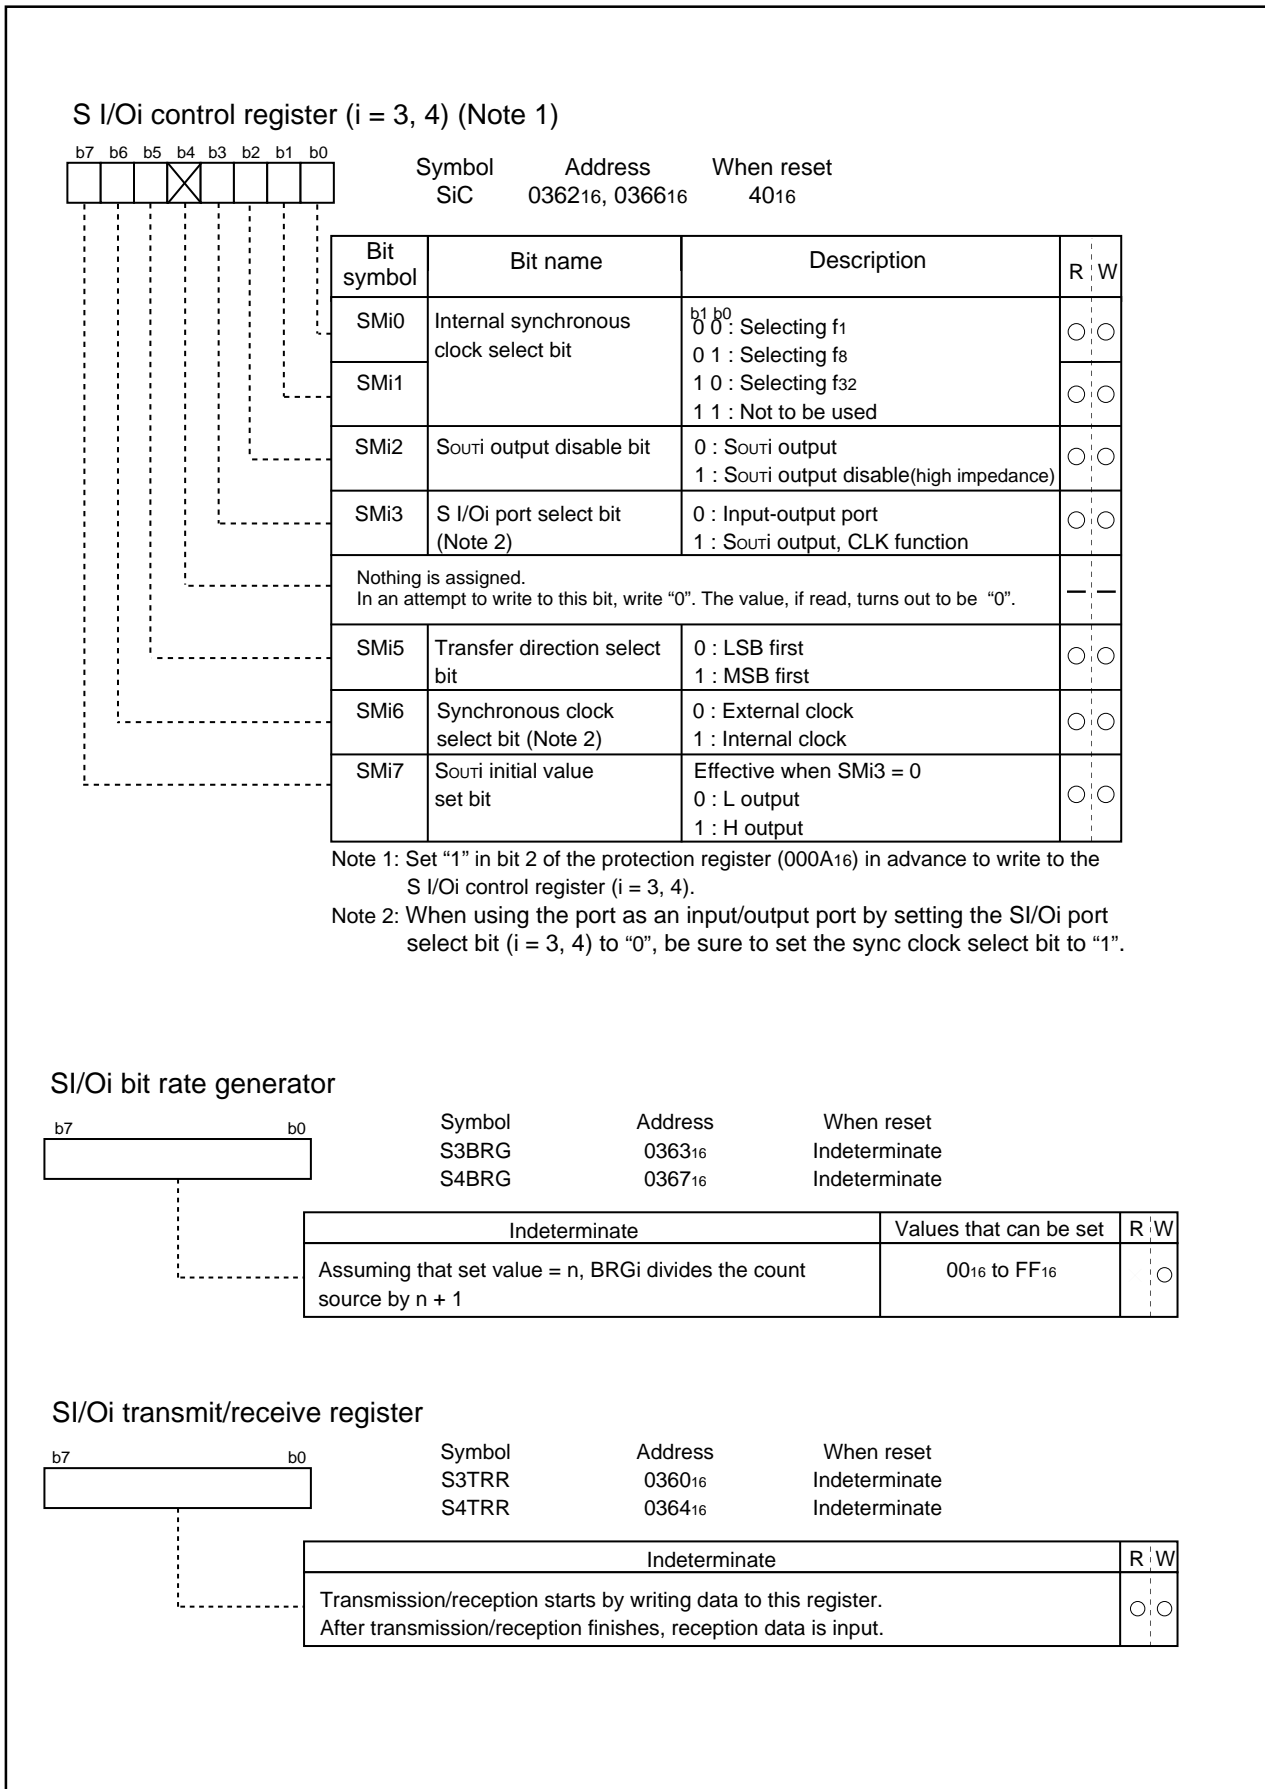 S I/Oi control register (i = 3, 4) (Note 1)
b7 b6 b5 b4 b3 b2 b1 b0
Symbol Address When reset
SiC 036216, 036616 4016
Bit symbol Bit name Description R W
SMi0 Internal synchronous clock select bit b1 b0
0 0 : Selecting f1
0 1 : Selecting f8
SMi1 1 0 : Selecting f32
1 1 : Not to be used
SMi2 SOUTi output disable bit 0 : SOUTi output
1 : SOUTi output disable(high impedance)
SMi3 S I/Oi port select bit 0 : Input-output port
(Note 2) 1 : SOUTi output, CLK function
Nothing is assigned.
In an attempt to write to this bit, write “0”. The value, if read, turns out to be “0”.
SMi5 Transfer direction select 0 : LSB first
bit 1 : MSB first
SMi6 Synchronous clock 0 : External clock
select bit (Note 2) 1 : Internal clock
SMi7 SOUTi initial value Effective when SMi3 = 0
set bit 0 : L output
1 : H output
Note 1: Set “1” in bit 2 of the protection register (000A16) in advance to write to the
S I/Oi control register (i = 3, 4).
Note 2: When using the port as an input/output port by setting the SI/Oi port
select bit (i = 3, 4) to “0”, be sure to set the sync clock select bit to “1”.
SI/Oi bit rate generator
b7 b0
Symbol Address When reset
S3BRG 036316 Indeterminate
S4BRG 036716 Indeterminate
Indeterminate Values that can be set R W
Assuming that set value = n, BRGi divides the count 0016 to FF16
source by n + 1
SI/Oi transmit/receive register
b7 b0
Symbol Address When reset
S3TRR 036016 Indeterminate
S4TRR 036416 Indeterminate
Indeterminate R W
Transmission/reception starts by writing data to this register.
After transmission/reception finishes, reception data is input.